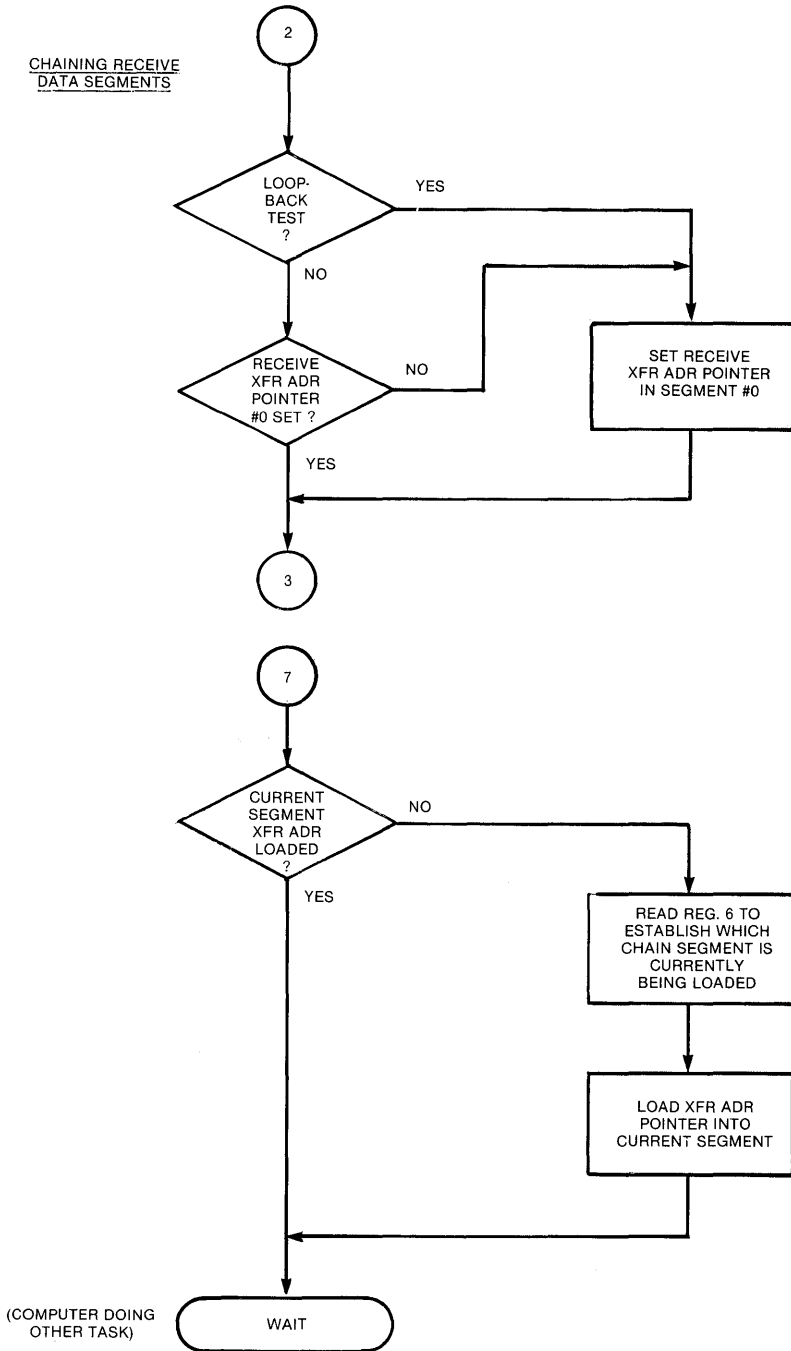 2
CHAINING RECEIVE
DATA SEGMENTS
LOOP-
BACK
TEST
?
YES
NO
RECEIVE
XFR ADR
POINTER
#0 SET ?
NO
YES
SET RECEIVE
XFR ADR POINTER
IN SEGMENT #0
3
7
CURRENT
SEGMENT
XFR ADR
LOADED
?
NO
YES
READ REG. 6 TO
ESTABLISH WHICH
CHAIN SEGMENT IS
CURRENTLY
BEING LOADED
LOAD XFR ADR
POINTER INTO
CURRENT SEGMENT
(COMPUTER DOING
OTHER TASK)
WAIT